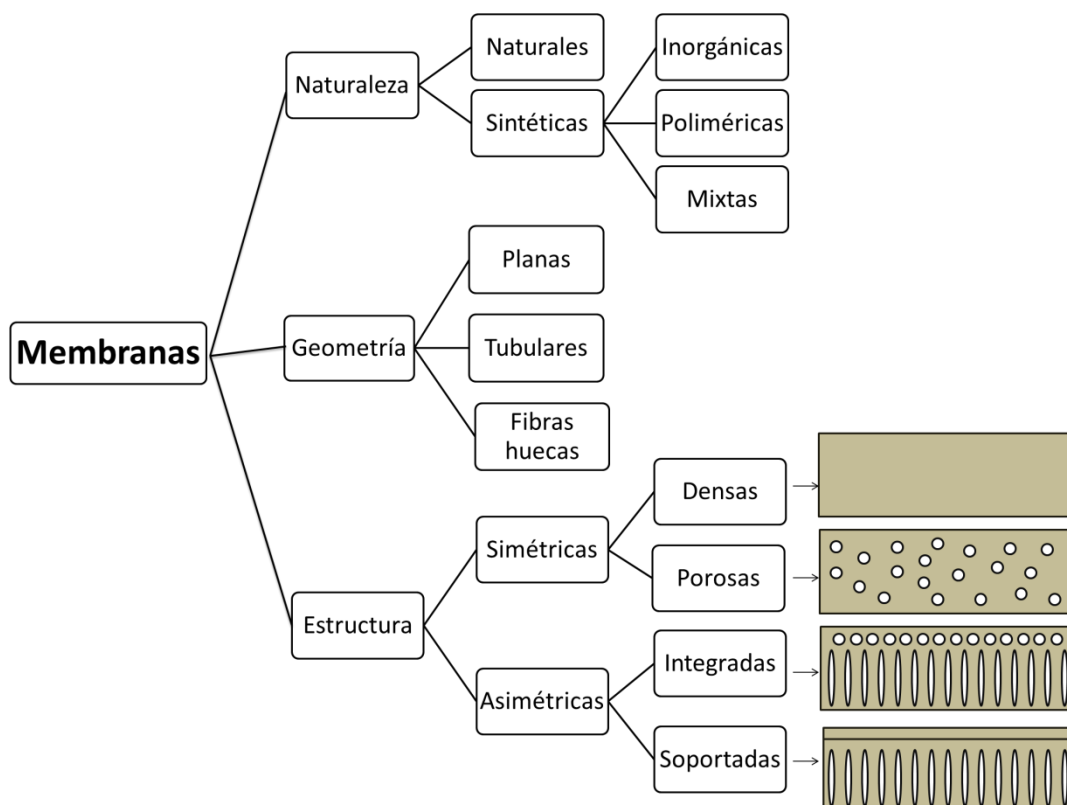 Membranas
Naturaleza
Naturales
Sintéticas
Inorgánicas
Poliméricas
Mixtas
Geometría
Planas
Tubulares
Fibras
huecas
Estructura
Simétricas
Densas
Porosas
Asimétricas
Integradas
Soportadas